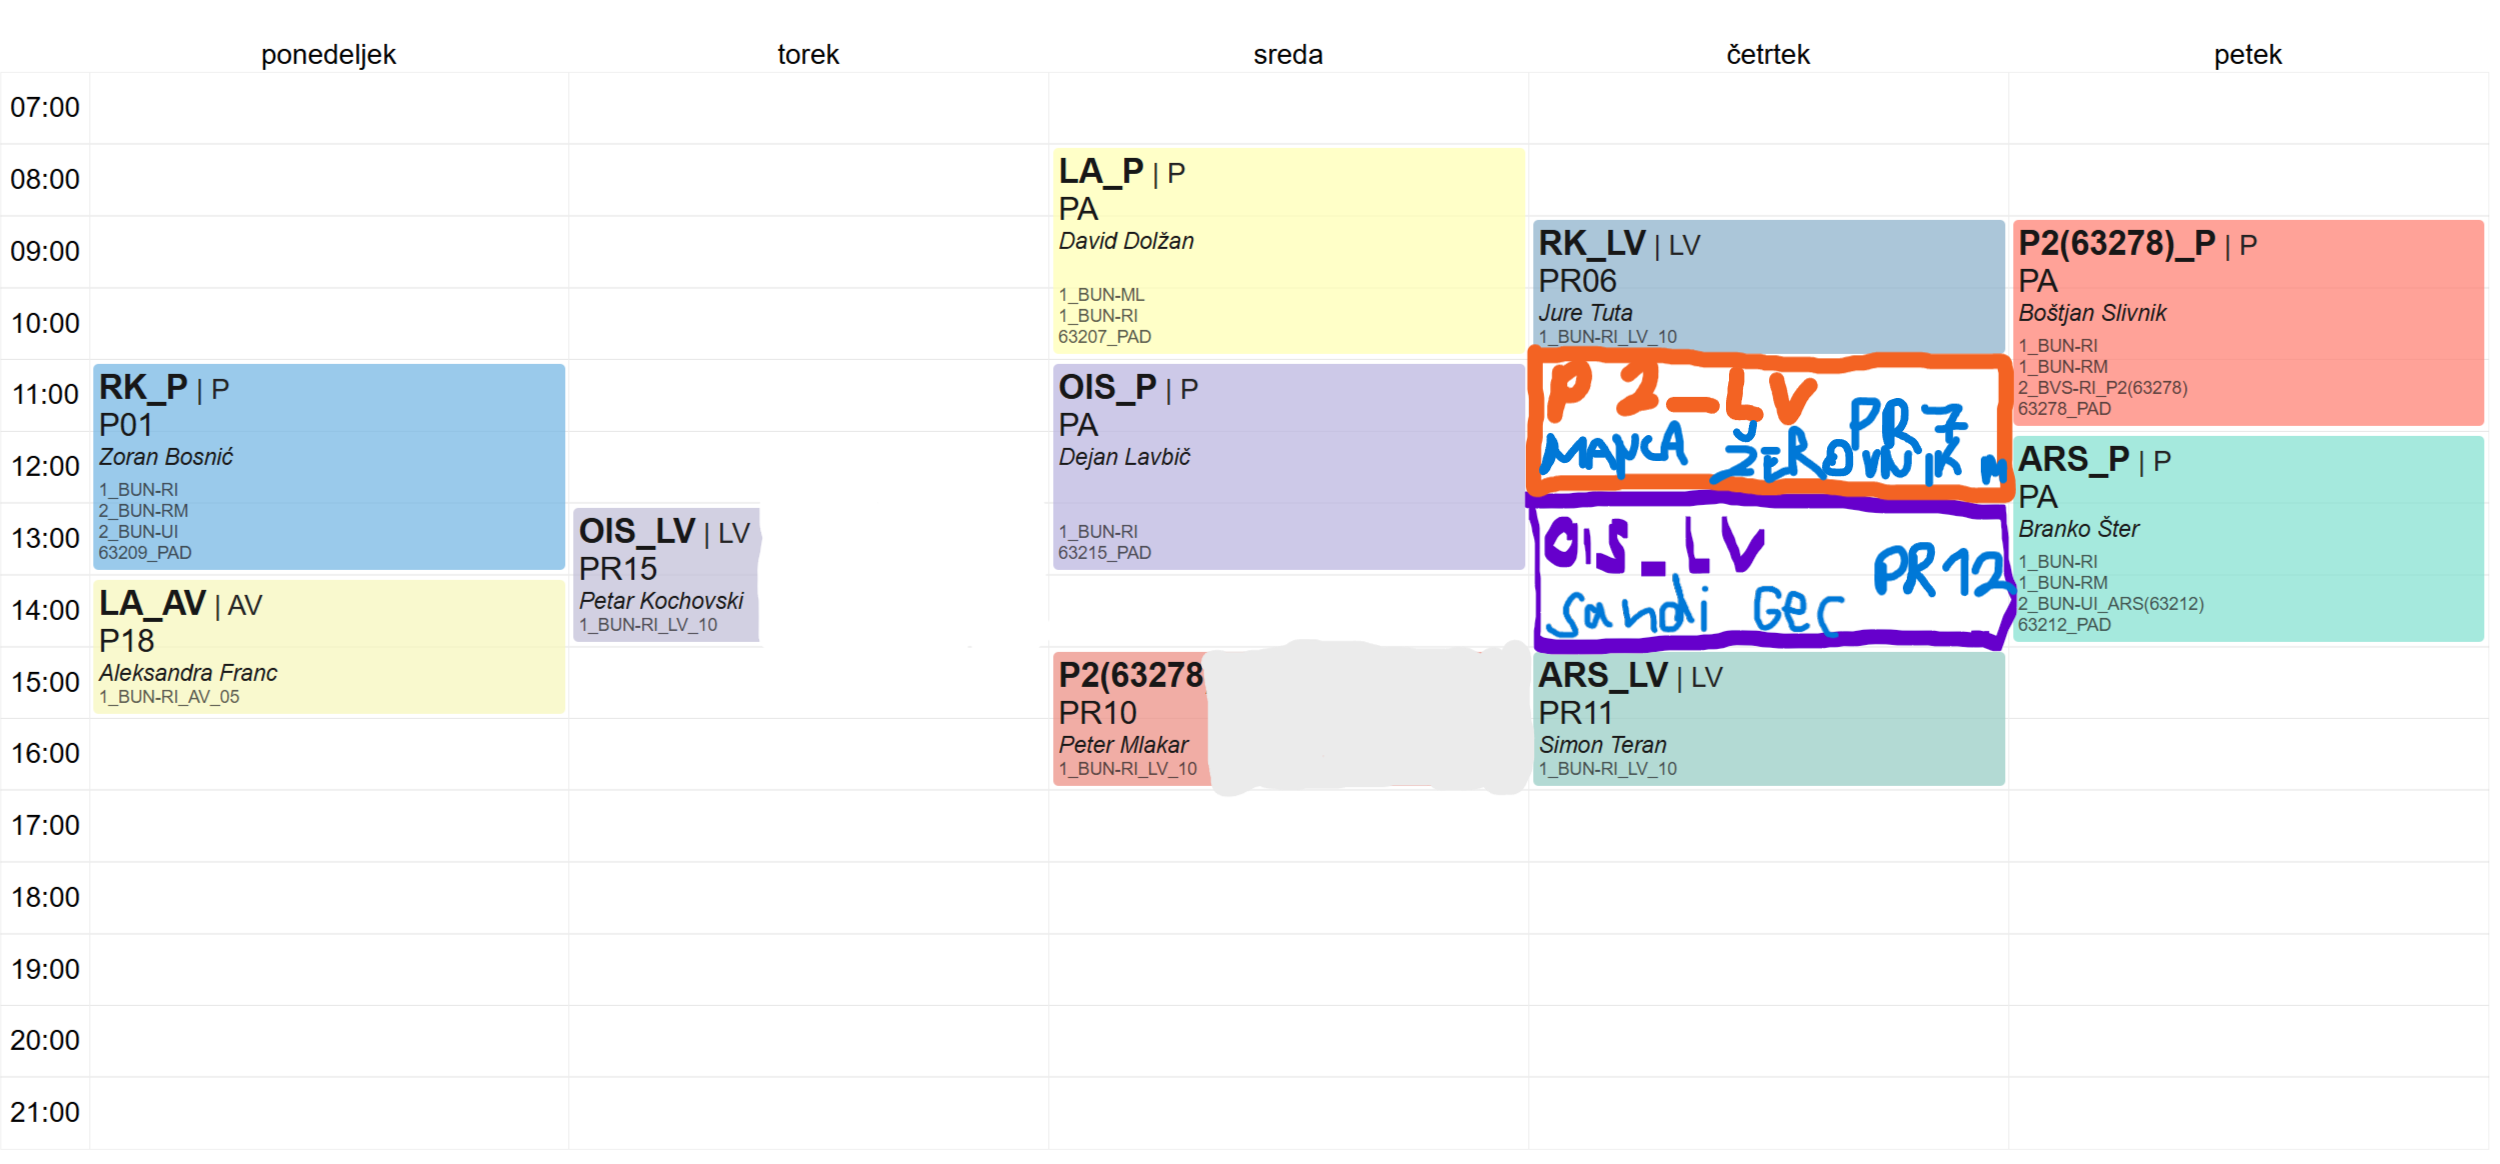 ponedeljek torek sreda četrtek petek
07:00
08:00
09:00
10:00
11:00
12:00
13:00
14:00
15:00
16:00
17:00
18:00
19:00
20:00
21:00
RK_P | P
P01
Zoran Bosnić
1_BUN-RI
2_BUN-RM
2_BUN-UI
63209_PAD
LA_AV | AV
P18
Aleksandra Franc
1_BUN-RI_AV_05
OIS_LV | LV
PR15
Petar Kochovski
1_BUN-RI_LV_10
LA_P | P
PA
David Dolžan
1_BUN-ML
1_BUN-RI
63207_PAD
OIS_P | P
PA
Dejan Lavbič
1_BUN-RI
63215_PAD
P2(63278
PR10
Peter Mlakar
1_BUN-RI_LV_10
RK_LV | LV
PR06
Jure Tuta
1_BUN-RI_LV_10
P2_LV PR7
MANCA ŽEROVNIK M
OIS_LV PR12
Sandi Gec
ARS_LV | LV
PR11
Simon Teran
1_BUN-RI_LV_10
P2(63278)_P | P
PA
Boštjan Slivnik
1_BUN-RI
1_BUN-RM
2_BVS-RI_P2(63278)
63278_PAD
ARS_P | P
PA
Branko Šter
1_BUN-RI
1_BUN-RM
2_BUN-UI_ARS(63212)
63212_PAD